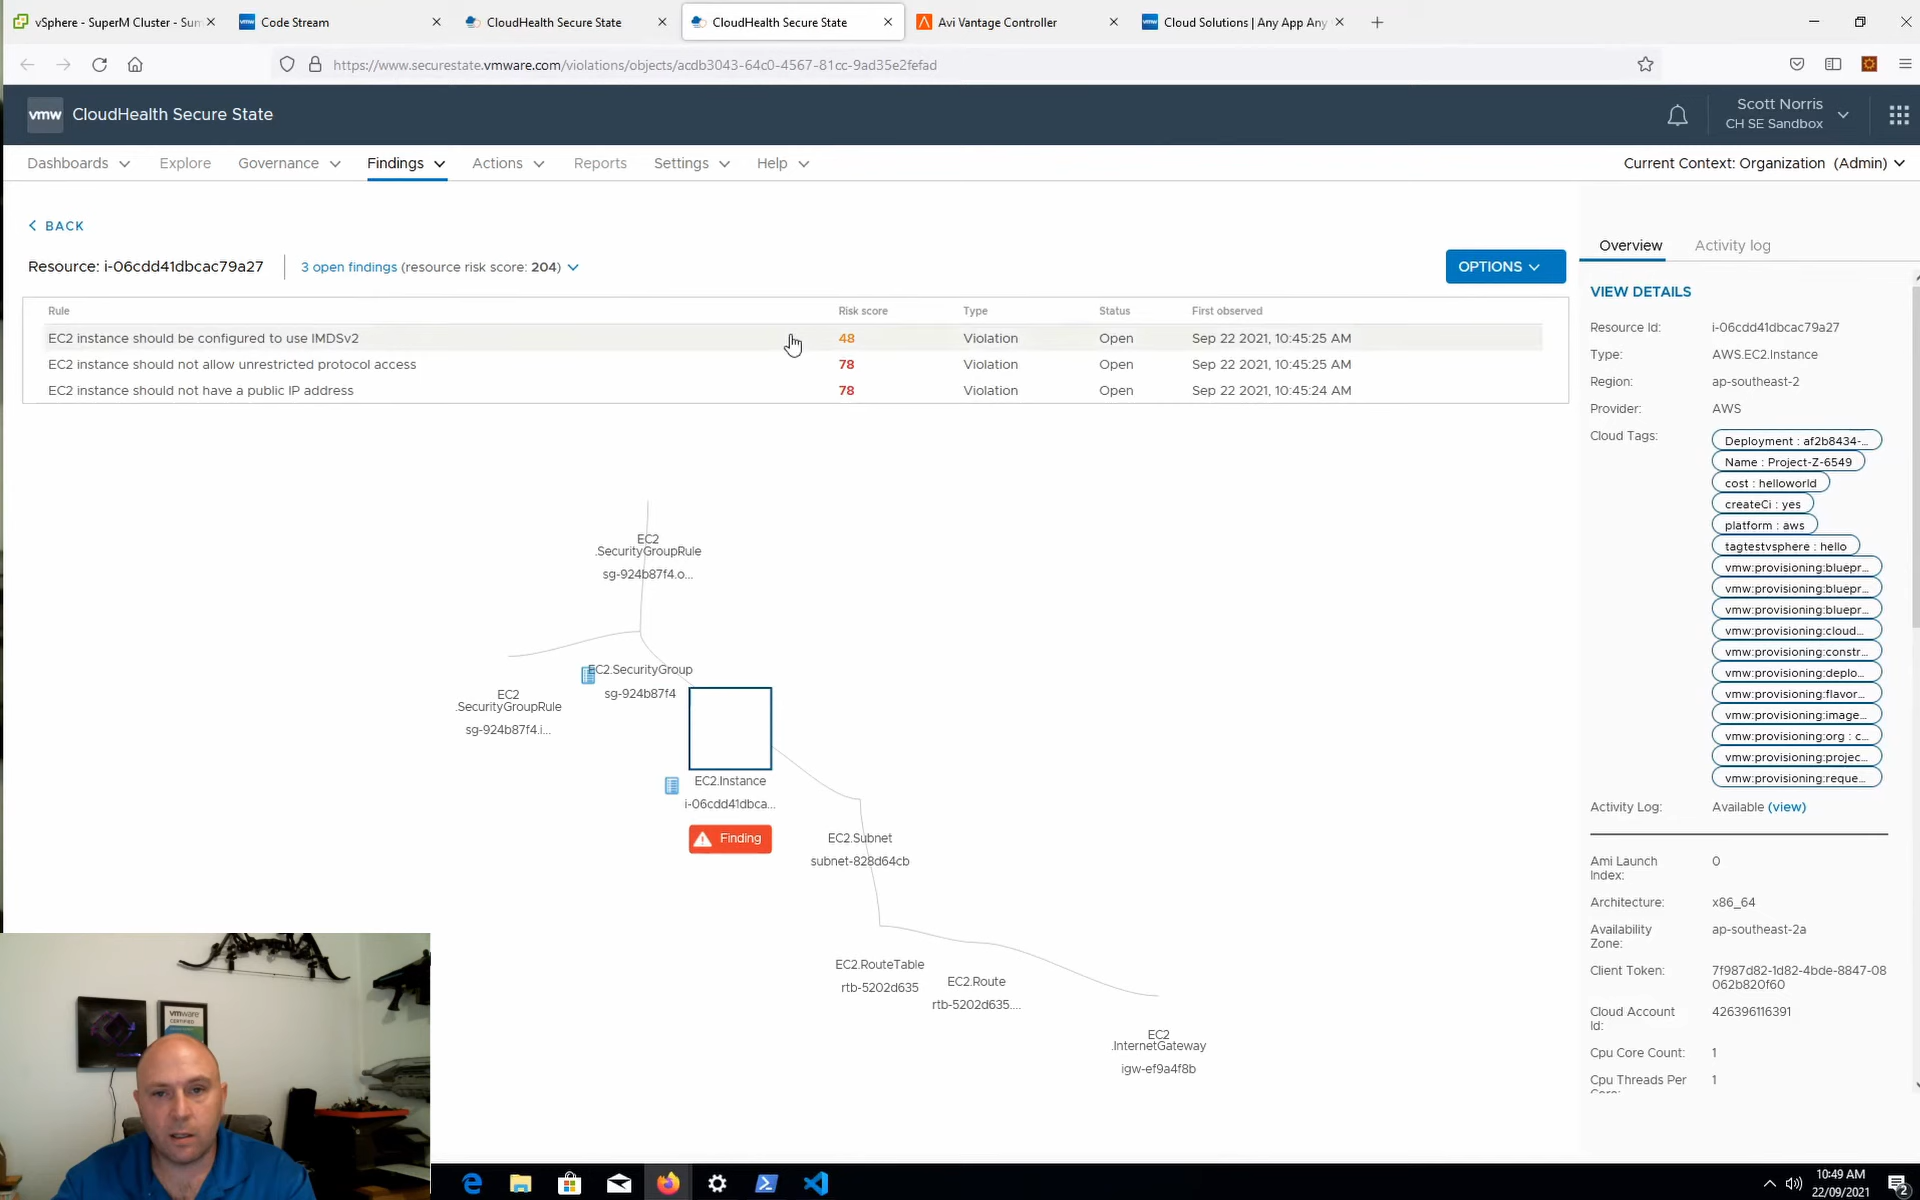 vSphere - SuperM Cluster - Sum
Code Stream
CloudHealth Secure State
CloudHealth Secure State
Avi Vantage Controller
Cloud Solutions | Any App Any
https://www.securestate.vmware.com/violations/objects/acdb3043-64c0-4567-81cc-9ad35e2fefad
vmw CloudHealth Secure State
Scott Norris
CH SE Sandbox
Dashboards Explore Governance Findings Actions Reports Settings Help
Current Context: Organization (Admin)
BACK
Resource: i-06cdd41dbcac79a27
3 open findings (resource risk score: 204)
OPTIONS
Rule Risk score Type Status First observed
EC2 instance should be configured to use IMDSv2 48 Violation Open Sep 22 2021, 10:45:25 AM
EC2 instance should not allow unrestricted protocol access 78 Violation Open Sep 22 2021, 10:45:25 AM
EC2 instance should not have a public IP address 78 Violation Open Sep 22 2021, 10:45:24 AM
EC2
.SecurityGroupRule
sg-924b87f4.o...
EC2.SecurityGroup
sg-924b87f4
EC2
.SecurityGroupRule
sg-924b87f4.i...
EC2.Instance
i-06cdd41dbca...
Finding
EC2.Subnet
subnet-828d64cb
EC2.RouteTable
rtb-5202d635
EC2.Route
rtb-5202d635....
EC2
.InternetGateway
igw-ef9a4f8b
Overview Activity log
VIEW DETAILS
Resource Id: i-06cdd41dbcac79a27
Type: AWS.EC2.Instance
Region: ap-southeast-2
Provider: AWS
Cloud Tags: Deployment : af2b8434-...
Name : Project-Z-6549
cost : helloworld
createCi : yes
platform : aws
tagtestvsphere : hello
vmw:provisioning:bluepr...
vmw:provisioning:bluepr...
vmw:provisioning:bluepr...
vmw:provisioning:cloud...
vmw:provisioning:constr...
vmw:provisioning:deplo...
vmw:provisioning:flavor...
vmw:provisioning:image...
vmw:provisioning:org : c...
vmw:provisioning:projec...
vmw:provisioning:reque...
Activity Log: Available (view)
Ami Launch
Index: 0
Architecture: x86_64
Availability
Zone: ap-southeast-2a
Client Token: 7f987d82-1d82-4bde-8847-08
062b820f60
Cloud Account
Id: 426396116391
Cpu Core Count: 1
Cpu Threads Per 1
Core:
vmware
CERTIFIED
10:49 AM
22/09/2021
2